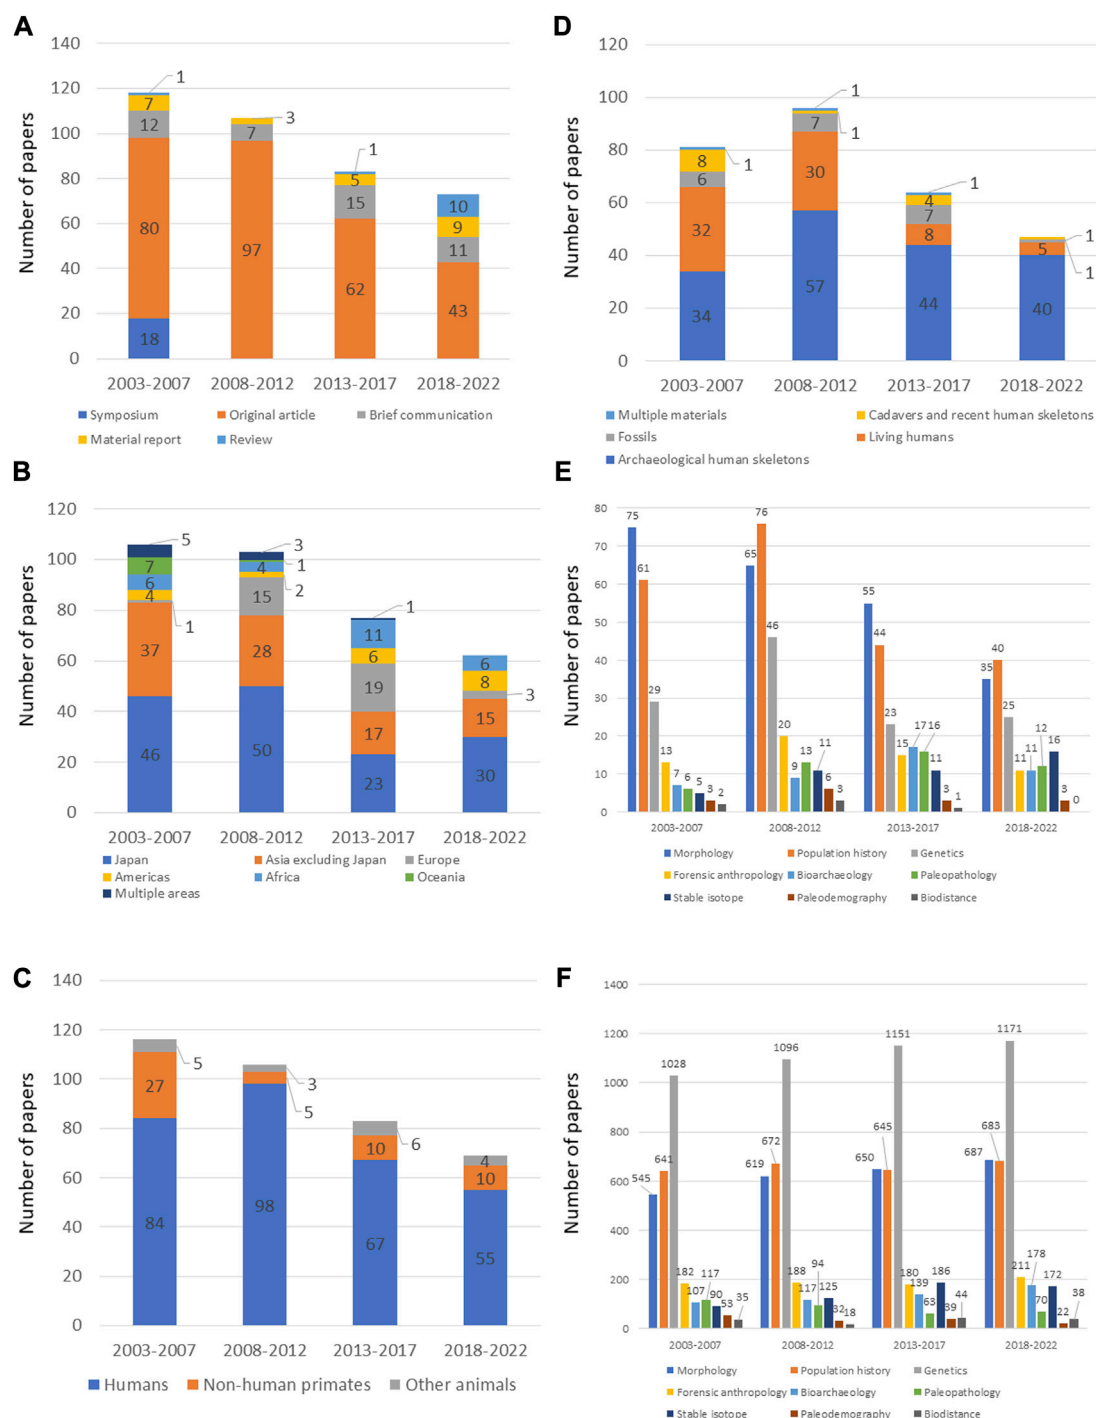 A
Number of papers
140
120
100
80
60
40
20
0
1
7
12
80
18
3
7
97
1
5
15
62
10
9
11
43
2003-2007 2008-2012 2013-2017 2018-2022
Symposium Original article Brief communication
Material report Review
B
Number of papers
120
100
80
60
40
20
0
5
7
6
4
1
37
46
3
1
4
2
15
28
50
1
11
6
19
17
23
6
8
3
15
30
2003-2007 2008-2012 2013-2017 2018-2022
Japan Asia excluding Japan Europe
Americas Africa Oceania
Multiple areas
C
Number of papers
140
120
100
80
60
40
20
0
5
27
84
3
5
98
6
10
67
4
10
55
2003-2007 2008-2012 2013-2017 2018-2022
Humans Non-human primates Other animals
D
Number of papers
120
100
80
60
40
20
0
1
8
6
32
34
1
1
7
30
57
1
4
7
8
44
1
1
5
40
2003-2007 2008-2012 2013-2017 2018-2022
Multiple materials Cadavers and recent human skeletons
Fossils Living humans
Archaeological human skeletons
E
Number of papers
80
70
60
50
40
30
20
10
0
75 61 29 13 7 6 5 3 2
65 76 46 20 9 13 11 6 3
55 44 23 15 17 16 11 3 1
35 40 25 11 11 12 16 3 0
2003-2007 2008-2012 2013-2017 2018-2022
Morphology Population history Genetics
Forensic anthropology Bioarchaeology Paleopathology
Stable isotope Paleodemography Biodistance
F
Number of papers
1400
1200
1000
800
600
400
200
0
545 641 1028 182 107 117 90 53 35
619 672 1096 188 117 94 125 32 18
650 645 1151 180 139 63 186 39 44
687 683 1171 211 178 70 172 22 38
2003-2007 2008-2012 2013-2017 2018-2022
Morphology Population history Genetics
Forensic anthropology Bioarchaeology Paleopathology
Stable isotope Paleodemography Biodistance